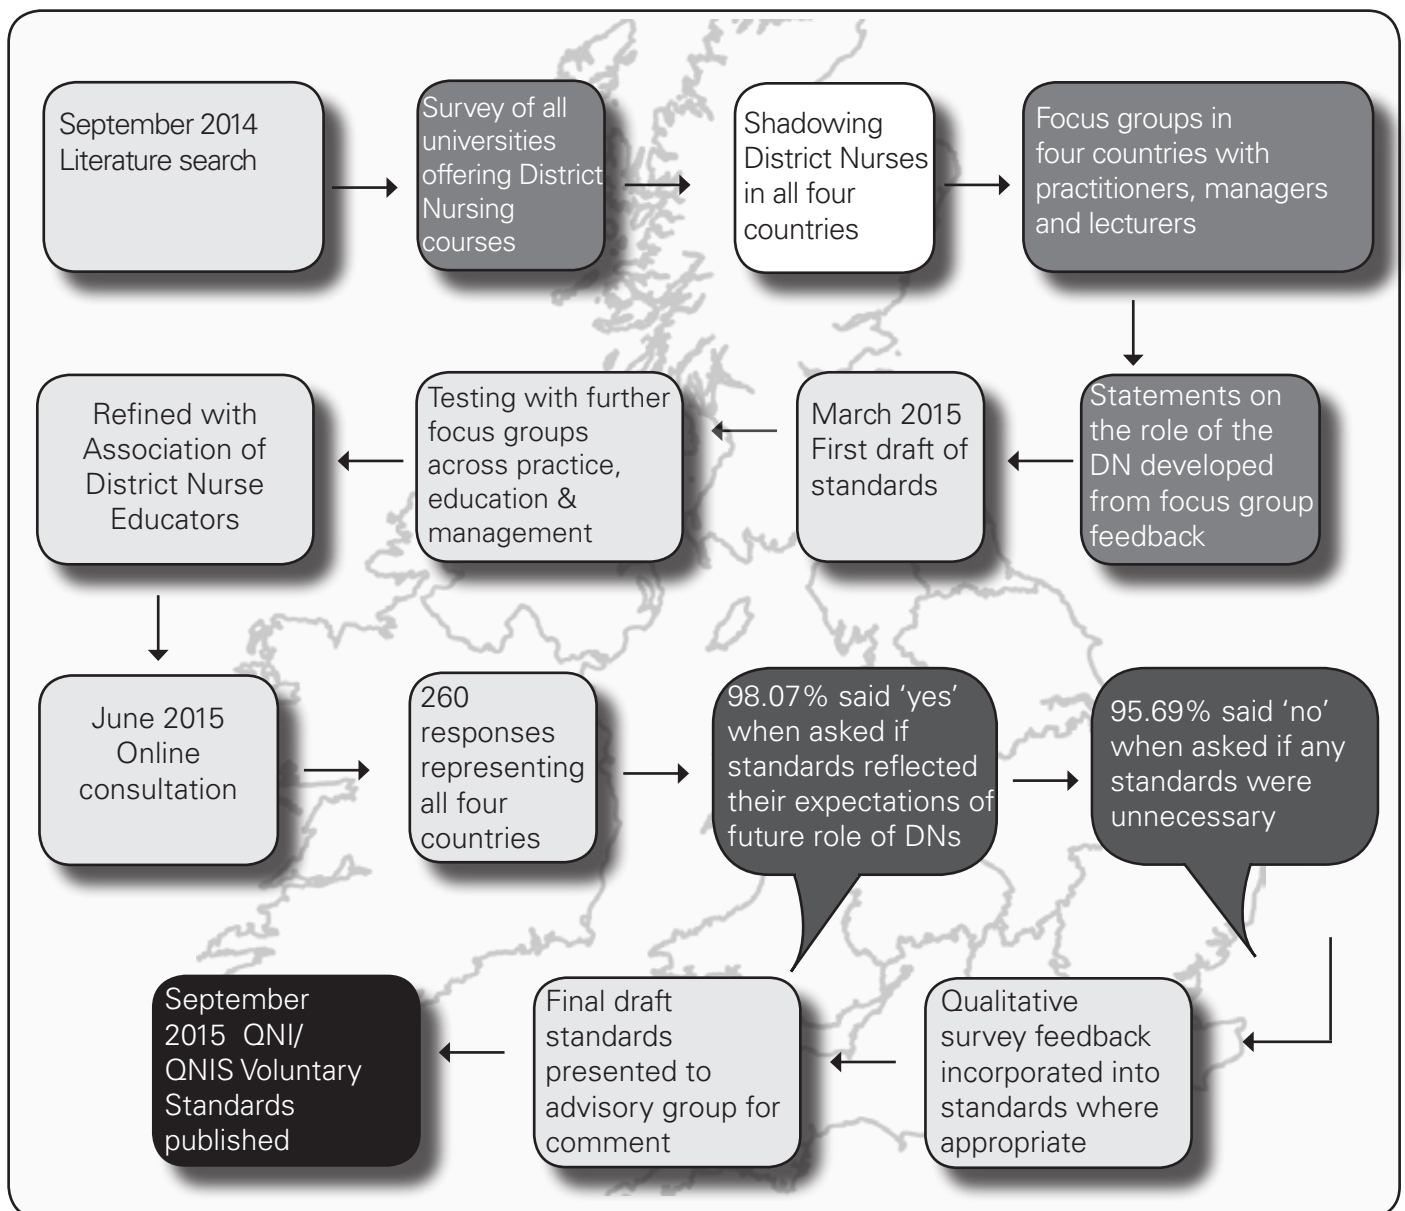 September 2014
Literature search
Survey of all
universities
offering District
Nursing
courses
Shadowing
District Nurses
in all four
countries
Focus groups in
four countries with
practitioners, managers
and lecturers
Statements on
the role of the
DN developed
from focus group
feedback
March 2015
First draft of
standards
Testing with further
focus groups
across practice,
education &
management
Refined with
Association of
District Nurse
Educators
June 2015
Online
consultation
260
responses
representing
all four
countries
98.07% said ‘yes’
when asked if
standards reflected
their expectations of
future role of DNs
95.69% said ‘no’
when asked if any
standards were
unnecessary
Qualitative
survey feedback
incorporated into
standards where
appropriate
Final draft
standards
presented to
advisory group for
comment
September
2015 QNI/
QNIS Voluntary
Standards
published